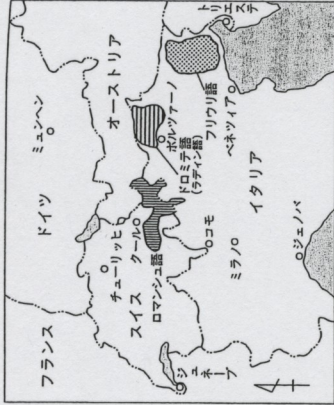 フランス
ドイツ
ミュンヘン
オーストリア
チューリッヒ
スイス
クール
ロマンシュ語
ボルツァーノ
ドロミテ語
(ラディン語)
フリウリ語
トリエステ
ベネツィア
ジュネーブ
コモ
ミラノ
イタリア
ジェノバ